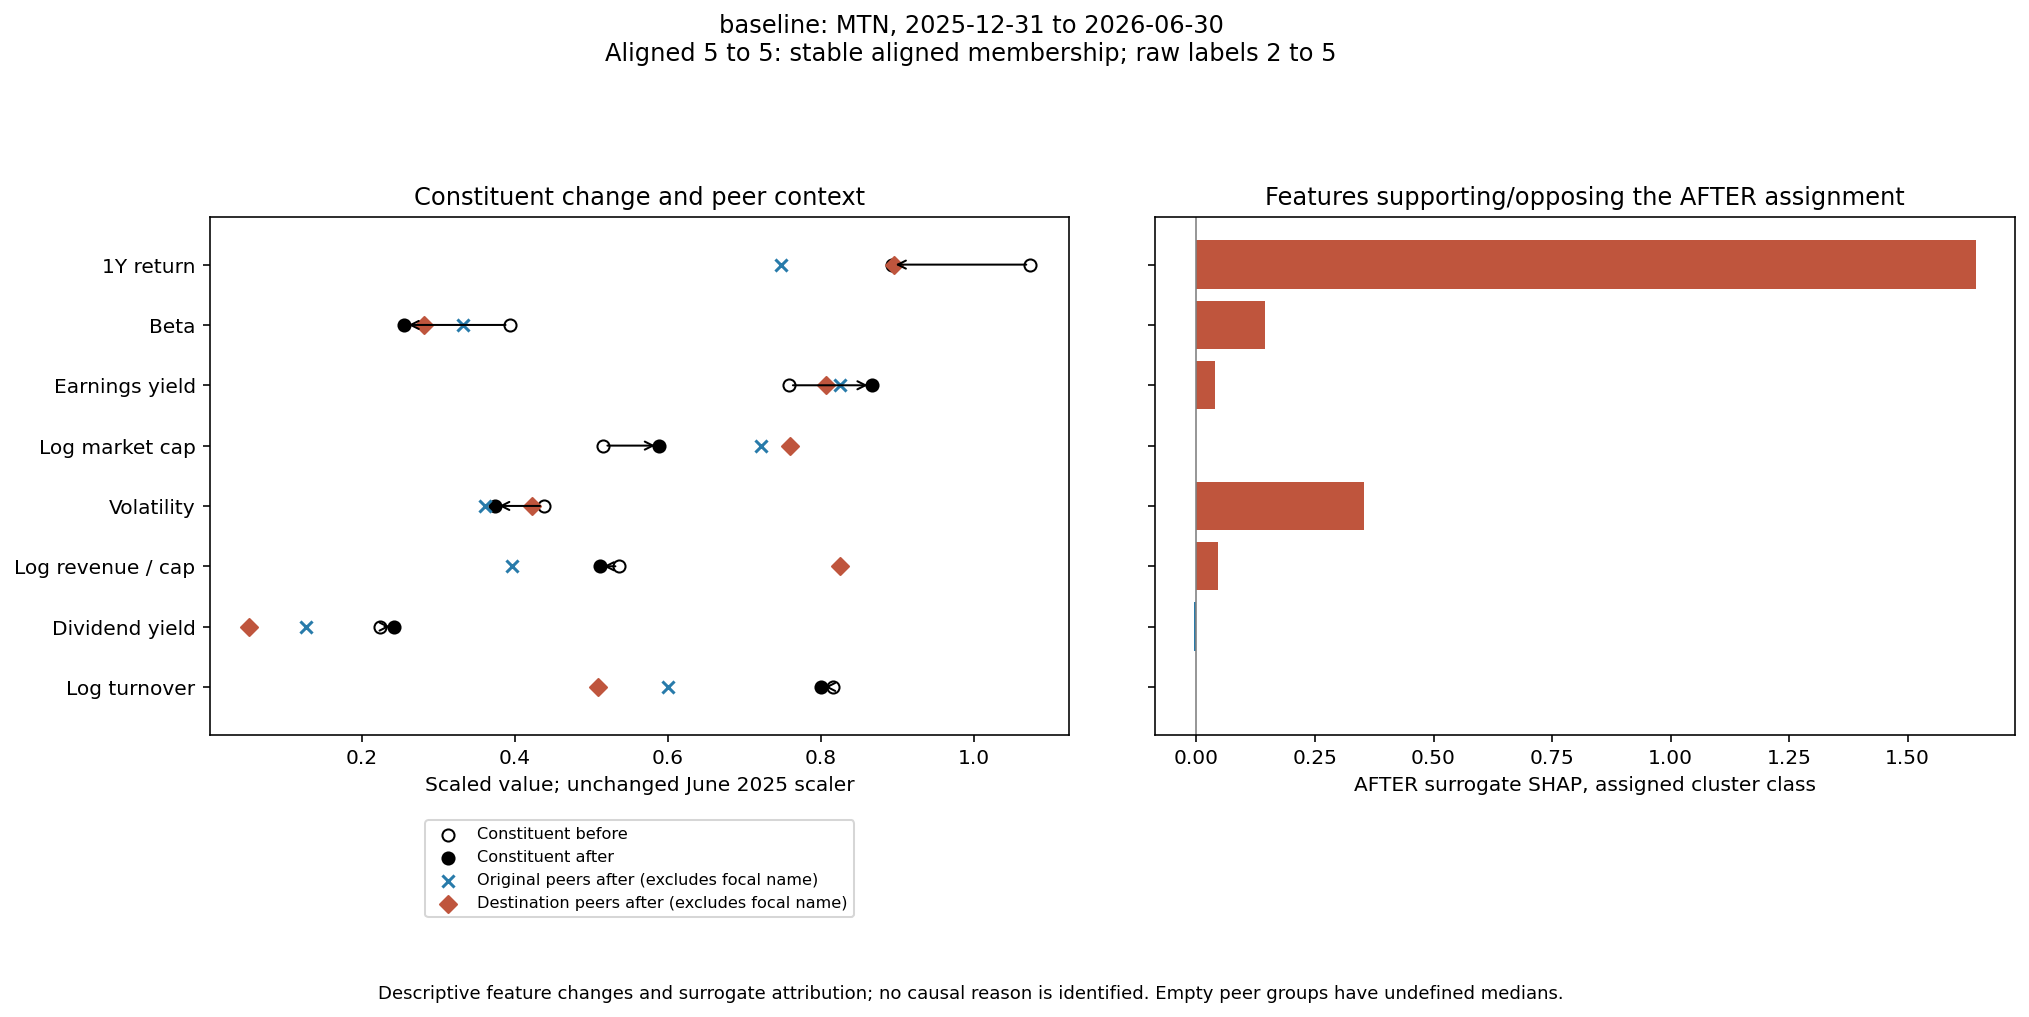 baseline: MTN, 2025-12-31 to 2026-06-30
Aligned 5 to 5: stable aligned membership; raw labels 2 to 5
Constituent change and peer context
1Y return
Beta
Earnings yield
Log market cap
Volatility
Log revenue / cap
Dividend yield
Log turnover
0.2 0.4 0.6 0.8 1.0
Scaled value; unchanged June 2025 scaler
Constituent before
Constituent after
Original peers after (excludes focal name)
Destination peers after (excludes focal name)
Features supporting/opposing the AFTER assignment
0.00 0.25 0.50 0.75 1.00 1.25 1.50
AFTER surrogate SHAP, assigned cluster class
Descriptive feature changes and surrogate attribution; no causal reason is identified. Empty peer groups have undefined medians.